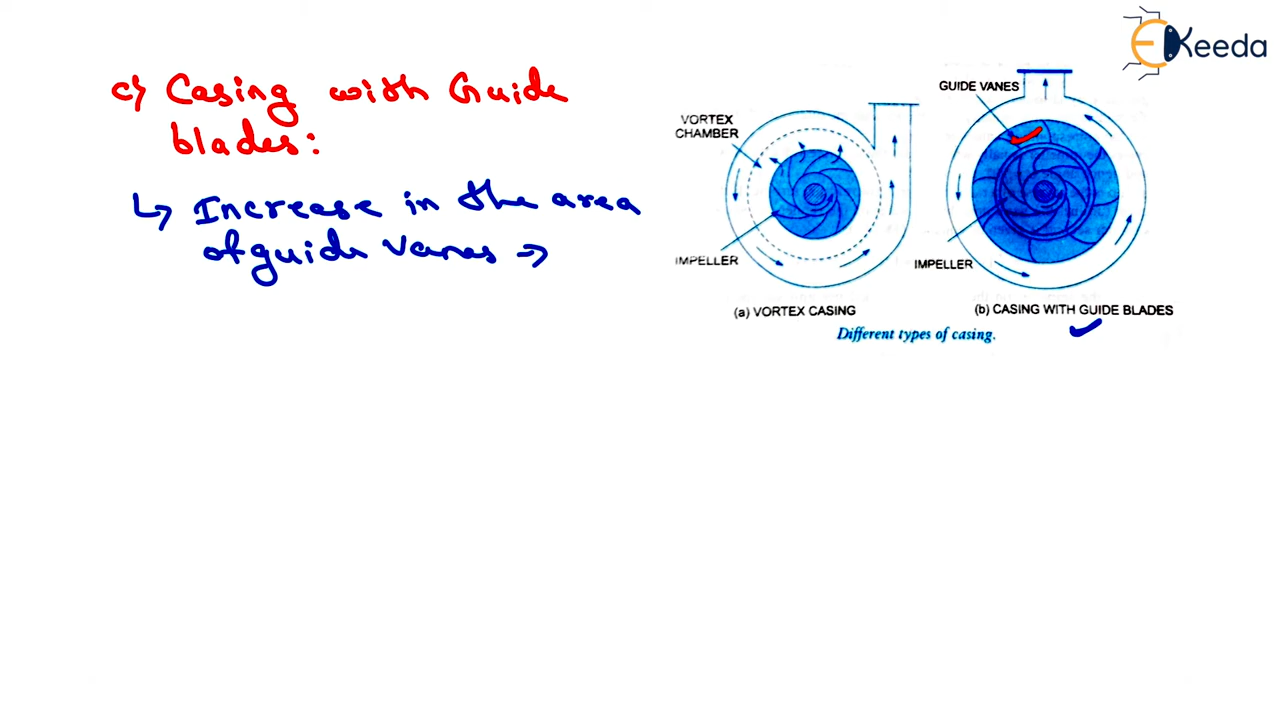 EKeeda
c) Casing with Guide
blades:
↳ Increase in the area
of guide vanes →
VORTEX
CHAMBER
IMPELLER
(a) VORTEX CASING
GUIDE VANES
IMPELLER
(b) CASING WITH GUIDE BLADES
Different types of casing.